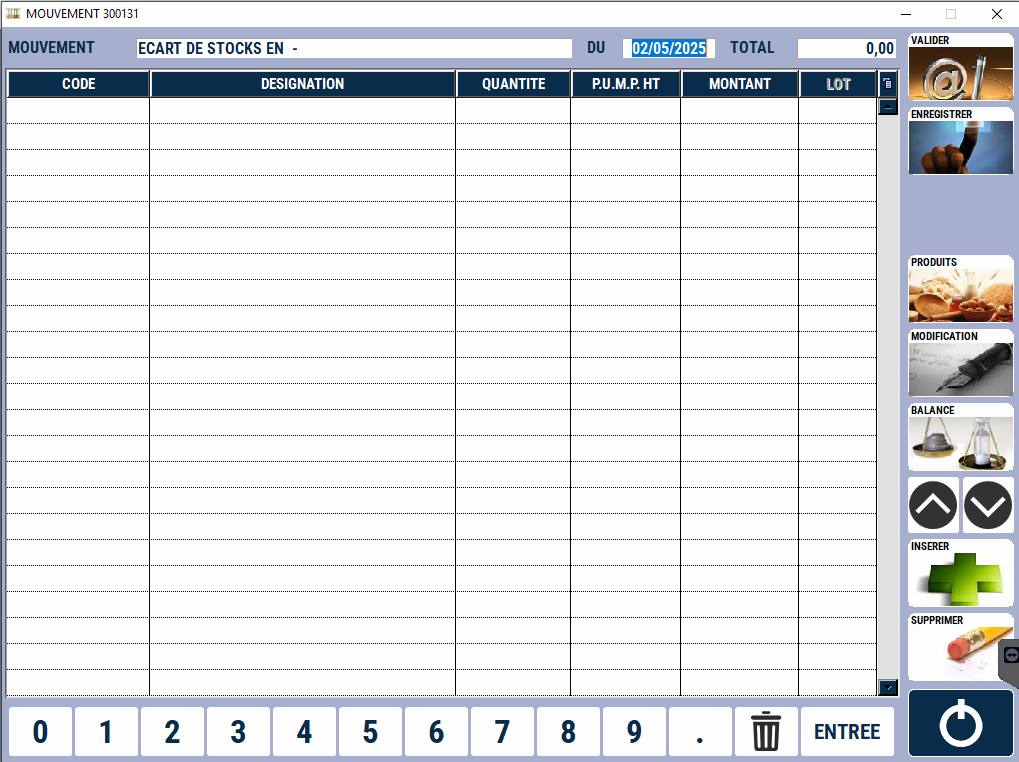 MOUVEMENT 300131
MOUVEMENT ECART DE STOCKS EN - DU 02/05/2025 TOTAL 0,00
CODE DESIGNATION QUANTITE P.U.M.P. HT MONTANT LOT
VALIDER
ENREGISTRER
PRODUITS
MODIFICATION
BALANCE
INSERER
SUPPRIMER
0 1 2 3 4 5 6 7 8 9 . ENTREE